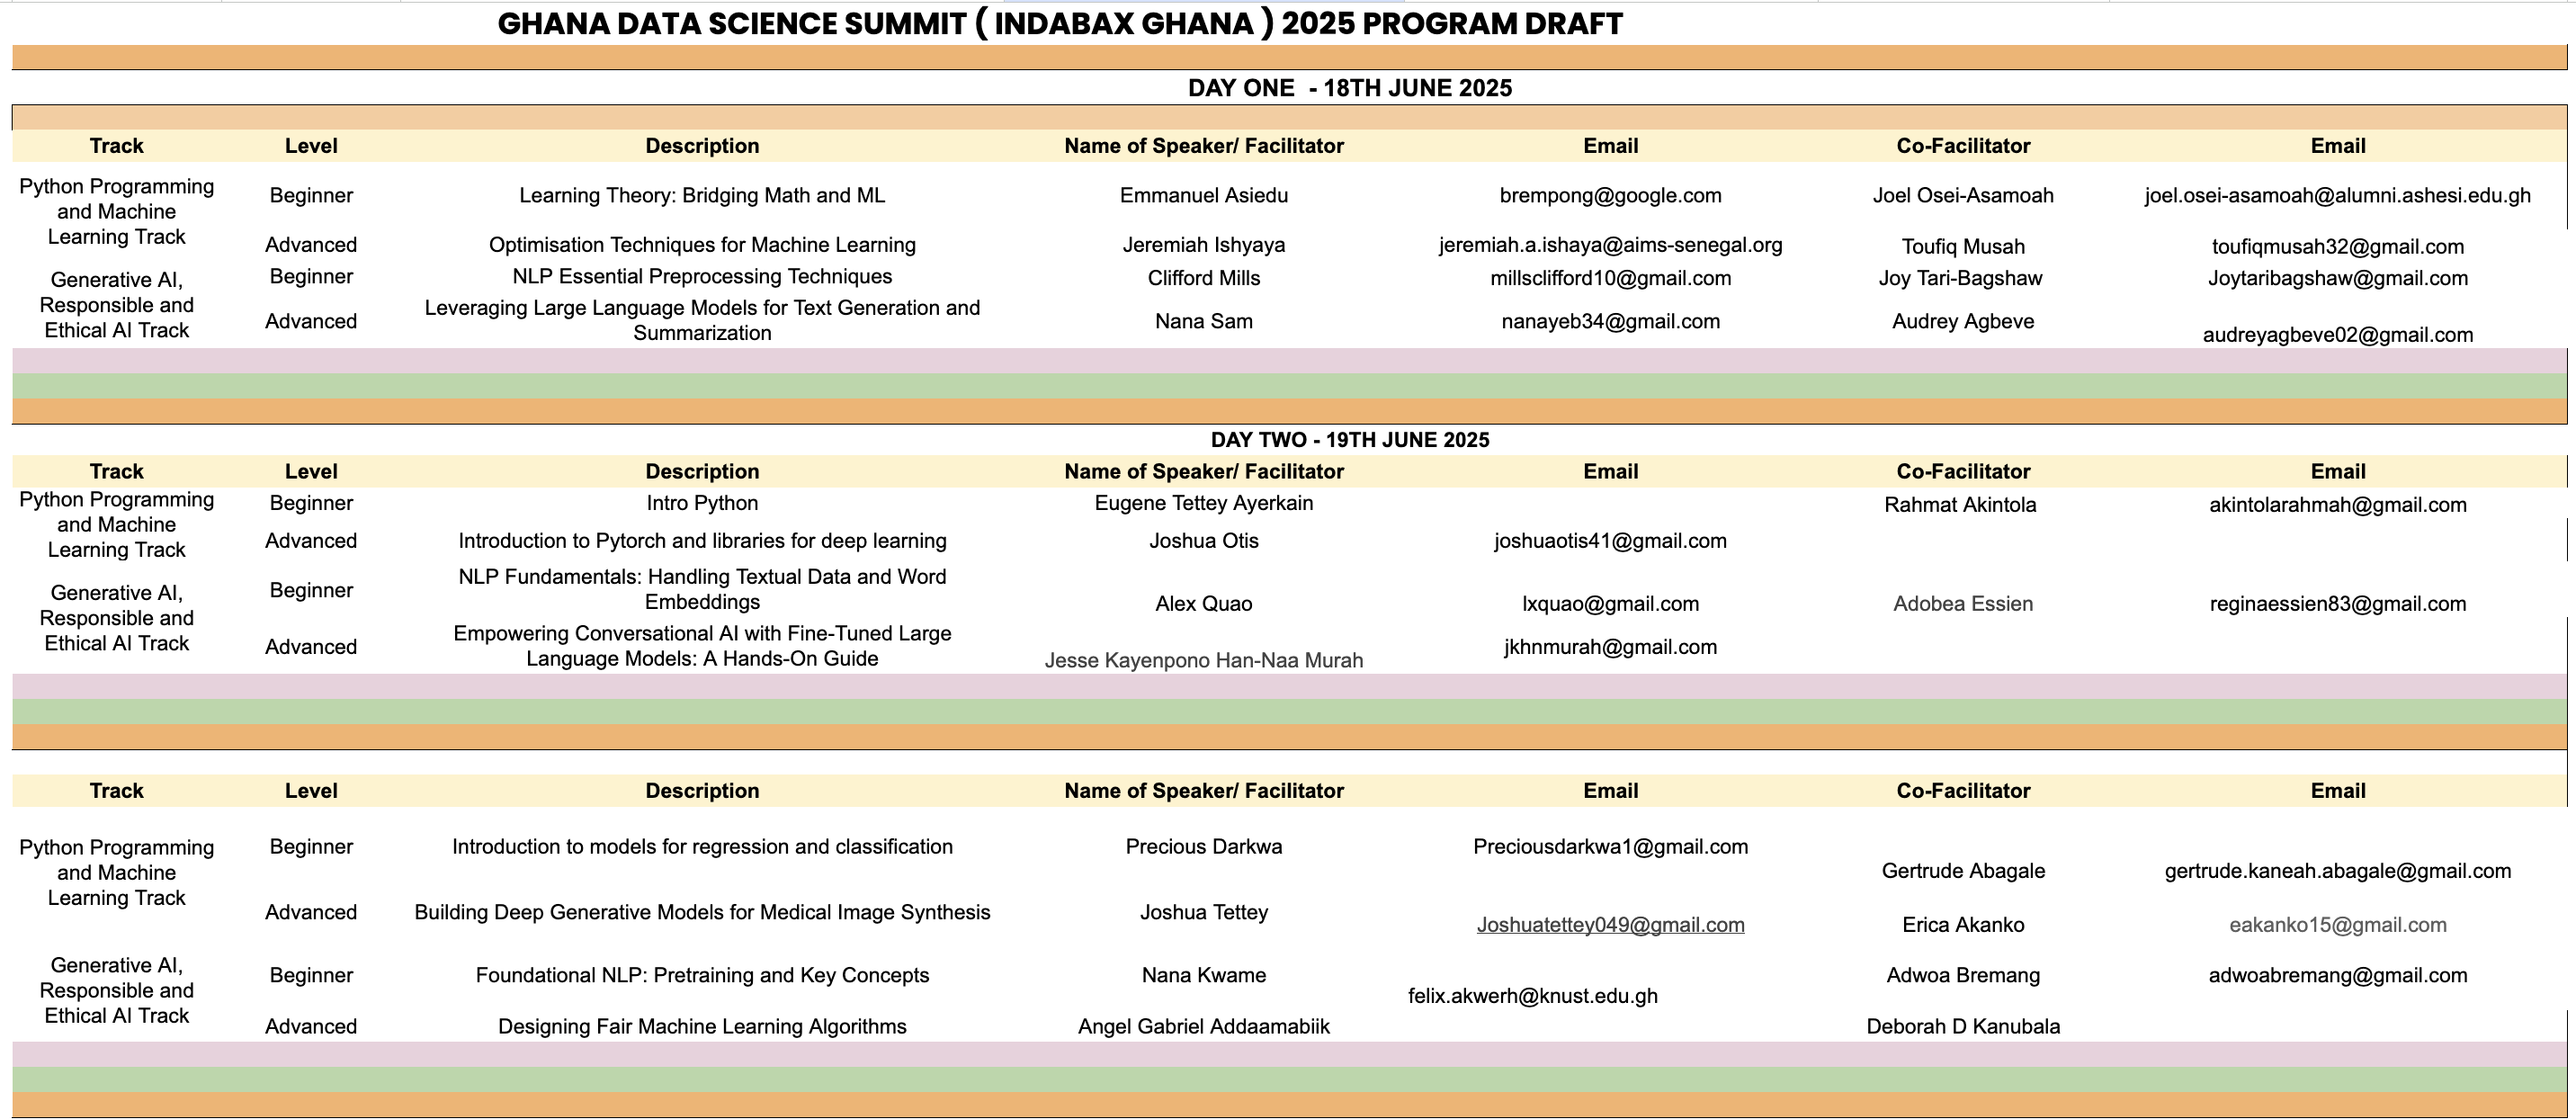 GHANA DATA SCIENCE SUMMIT ( INDABAX GHANA ) 2025 PROGRAM DRAFT
DAY ONE - 18TH JUNE 2025
Track Level Description Name of Speaker/ Facilitator Email Co-Facilitator Email
Python Programming
and Machine
Learning Track
Beginner Learning Theory: Bridging Math and ML Emmanuel Asiedu brempong@google.com Joel Osei-Asamoah joel.osei-asamoah@alumni.ashesi.edu.gh
Advanced Optimisation Techniques for Machine Learning Jeremiah Ishyaya jeremiah.a.ishaya@aims-senegal.org Toufiq Musah toufiqmusah32@gmail.com
Generative AI,
Responsible and
Ethical AI Track
Beginner NLP Essential Preprocessing Techniques Clifford Mills millsclifford10@gmail.com Joy Tari-Bagshaw Joytaribagshaw@gmail.com
Advanced Leveraging Large Language Models for Text Generation and
Summarization Nana Sam nanayeb34@gmail.com Audrey Agbeve audreyagbeve02@gmail.com
DAY TWO - 19TH JUNE 2025
Track Level Description Name of Speaker/ Facilitator Email Co-Facilitator Email
Python Programming
and Machine
Learning Track
Beginner Intro Python Eugene Tettey Ayerkain Rahmat Akintola akintolarahmah@gmail.com
Advanced Introduction to Pytorch and libraries for deep learning Joshua Otis joshuaotis41@gmail.com
Generative AI,
Responsible and
Ethical AI Track
Beginner NLP Fundamentals: Handling Textual Data and Word
Embeddings Alex Quao lxquao@gmail.com Adobea Essien reginaessien83@gmail.com
Advanced Empowering Conversational AI with Fine-Tuned Large
Language Models: A Hands-On Guide Jesse Kayenpono Han-Naa Murah jkhnmurah@gmail.com
Track Level Description Name of Speaker/ Facilitator Email Co-Facilitator Email
Python Programming
and Machine
Learning Track
Beginner Introduction to models for regression and classification Precious Darkwa Preciousdarkwa1@gmail.com Gertrude Abagale gertrude.kaneah.abagale@gmail.com
Advanced Building Deep Generative Models for Medical Image Synthesis Joshua Tettey Joshuatettey049@gmail.com Erica Akanko eakanko15@gmail.com
Generative AI,
Responsible and
Ethical AI Track
Beginner Foundational NLP: Pretraining and Key Concepts Nana Kwame felix.akwerh@knust.edu.gh Adwoa Bremang adwoabremang@gmail.com
Advanced Designing Fair Machine Learning Algorithms Angel Gabriel Addaamabiik Deborah D Kanubala